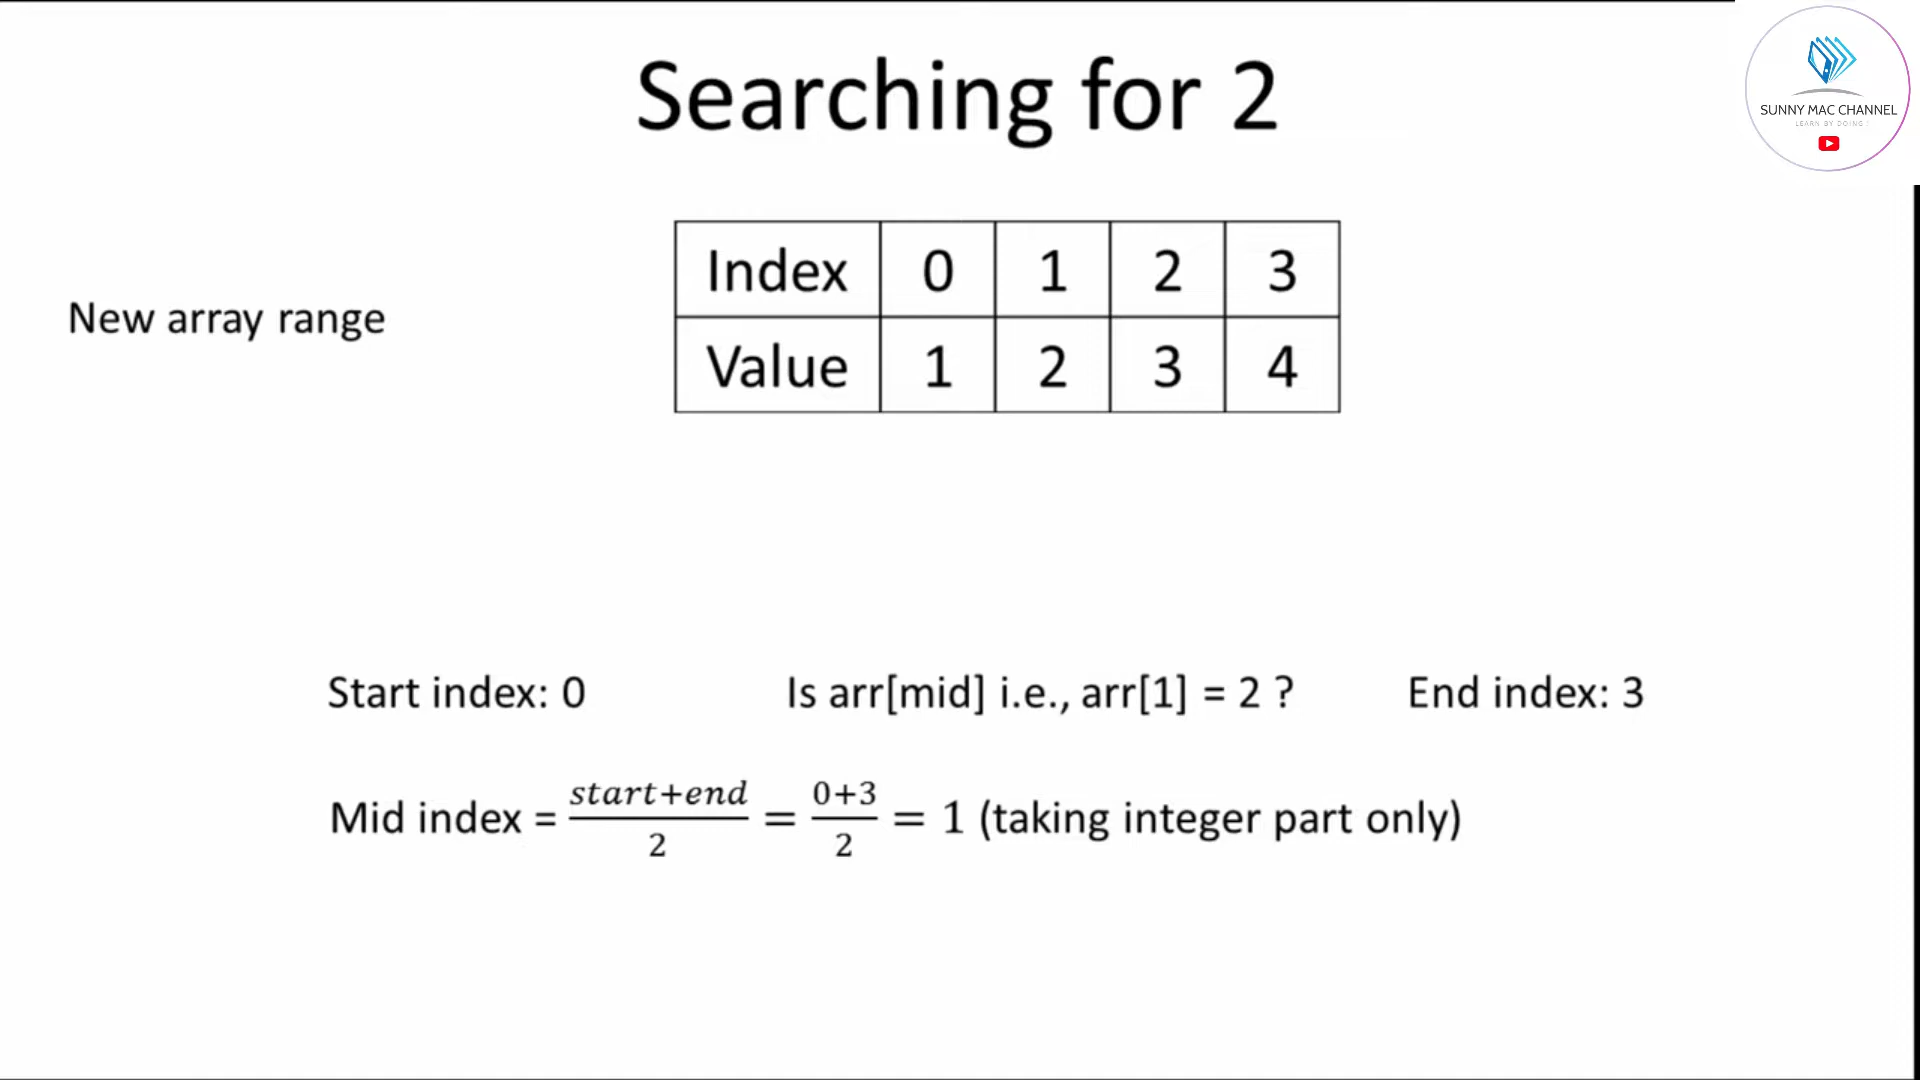 Searching for 2
SUNNY MAC CHANNEL
LEARN BY DOING !
New array range
Index 0 1 2 3
Value 1 2 3 4
Start index: 0
Is arr[mid] i.e., arr[1] = 2 ?
End index: 3
Mid index = start+end/2 = 0+3/2 = 1 (taking integer part only)